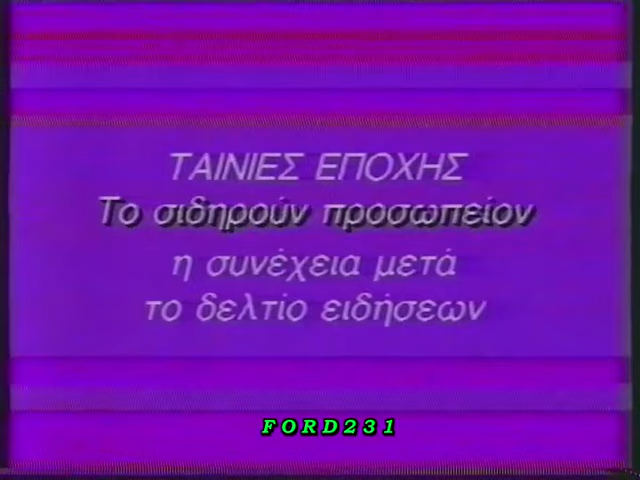 ΤΑΙΝΙΕΣ ΕΠΟΧΗΣ
Το σιδηρούν προσωπείον
η συνέχεια μετά
το δελτίο ειδήσεων
FORD231